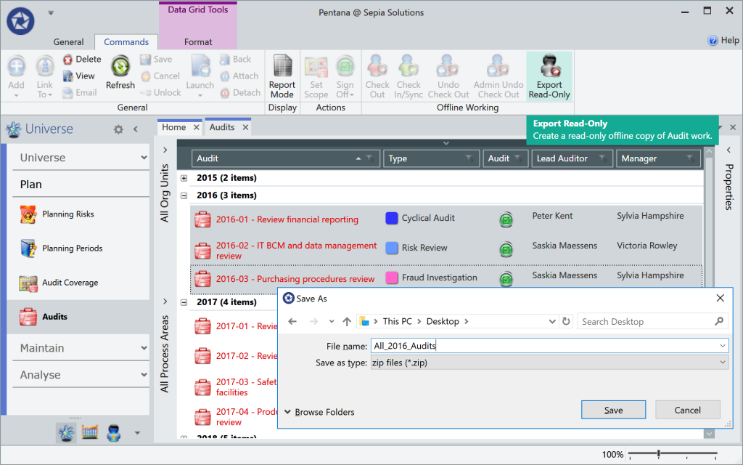 Data Grid Tools
Pentana @ Sepia Solutions
General
Commands
Format
Help
Add
Link To
Delete
View
Email
Refresh
Save
Cancel
Unlock
Launch
Back
Attach
Detach
Report Mode
Set Scope
Sign Off
Check Out
Check In/Sync
Undo Check Out
Admin Undo Check Out
Export Read-Only
General
Display
Actions
Offline Working
Export Read-Only
Create a read-only offline copy of Audit work.
Universe
Home
Audits
Universe
Plan
Planning Risks
Planning Periods
Audit Coverage
Audits
Maintain
Analyse
All Org Units
All Process Areas
Properties
Audit
Type
Audit
Lead Auditor
Manager
2015 (2 items)
2016 (3 items)
2016-01 - Review financial reporting
Cyclical Audit
Peter Kent
Sylvia Hampshire
2016-02 - IT BCM and data management review
Risk Review
Saskia Maessens
Victoria Rowley
2016-03 - Purchasing procedures review
Fraud Investigation
Saskia Maessens
Sylvia Hampshire
2017 (4 items)
2017-01 - Revie
2017-02 - Revie
2017-03 - Safet
facilities
2017-04 - Produ
review
2018 (5 items)
Save As
This PC
Desktop
Search Desktop
File name:
All_2016_Audits
Save as type:
zip files (*.zip)
Browse Folders
Save
Cancel
100%